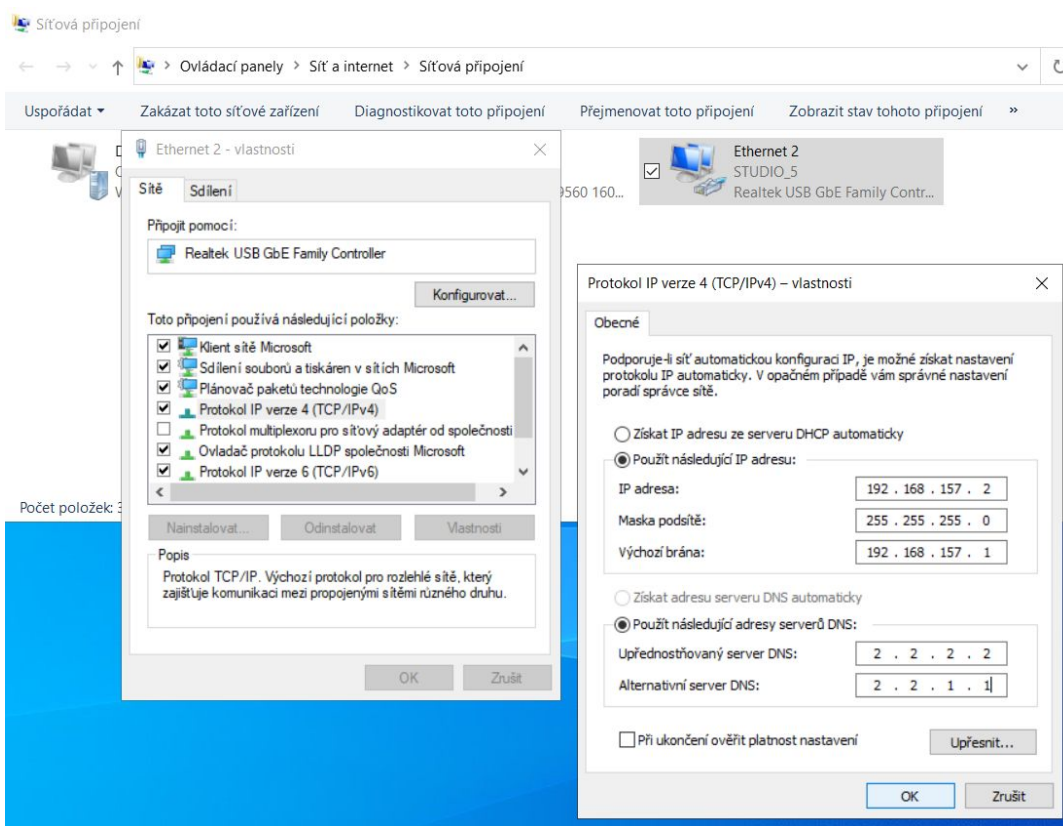 Síťová připojení
Ovládací panely > Síť a internet > Síťová připojení
Uspořádat Zakázat toto síťové zařízení Diagnostikovat toto připojení Přejmenovat toto připojení Zobrazit stav tohoto připojení »
Ethernet 2
STUDIO_5
9560 160...
Realtek USB GbE Family Contr...
Počet položek: 3
Ethernet 2 - vlastnosti
Sítě Sdílení
Připojit pomocí:
Realtek USB GbE Family Controller
Konfigurovat...
Toto připojení používá následující položky:
Klient sítě Microsoft
Sdílení souborů a tiskáren v sítích Microsoft
Plánovač paketů technologie QoS
Protokol IP verze 4 (TCP/IPv4)
Protokol multiplexoru pro síťový adaptér od společnosti
Ovladač protokolu LLDP společnosti Microsoft
Protokol IP verze 6 (TCP/IPv6)
Nainstalovat... Odinstalovat Vlastnosti
Popis
Protokol TCP/IP. Výchozí protokol pro rozlehlé sítě, který
zajišťuje komunikaci mezi propojenými sítěmi různého druhu.
OK Zrušit
Protokol IP verze 4 (TCP/IPv4) – vlastnosti
Obecné
Podporuje-li síť automatickou konfiguraci IP, je možné získat nastavení
protokolu IP automaticky. V opačném případě vám správné nastavení
poradí správce sítě.
Získat IP adresu ze serveru DHCP automaticky
Použít následující IP adresu:
IP adresa: 192 . 168 . 157 . 2
Maska podsítě: 255 . 255 . 255 . 0
Výchozí brána: 192 . 168 . 157 . 1
Získat adresu serveru DNS automaticky
Použít následující adresy serverů DNS:
Upřednostňovaný server DNS: 2 . 2 . 2 . 2
Alternativní server DNS: 2 . 2 . 1 . 1
Při ukončení ověřit platnost nastavení
Upřesnit...
OK Zrušit